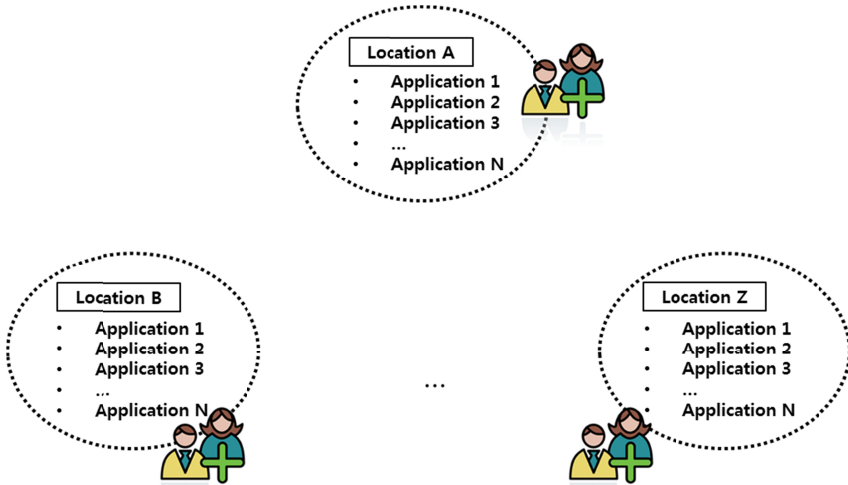 Location A
• Application 1
• Application 2
• Application 3
• ...
• Application N
Location B
• Application 1
• Application 2
• Application 3
• ...
• Application N
...
Location Z
• Application 1
• Application 2
• Application 3
• ...
• Application N